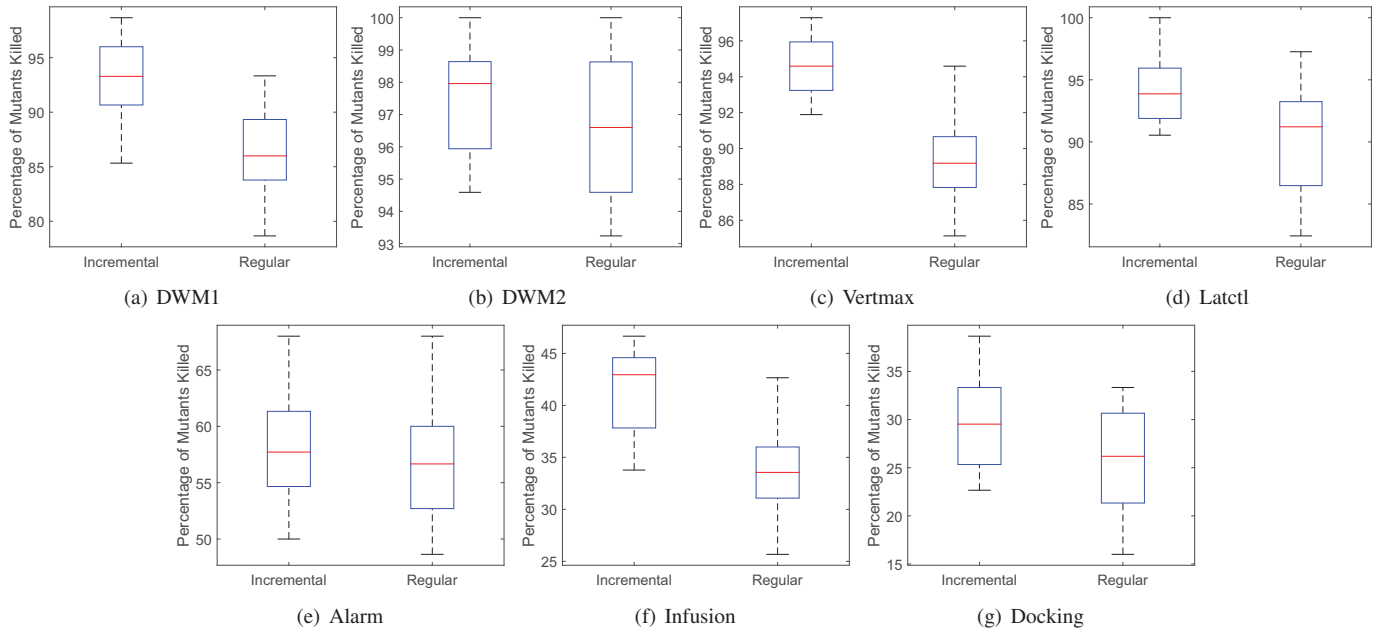 Percentage of Mutants Killed
95
90
85
80
Incremental Regular
(a) DWM1
Percentage of Mutants Killed
100
99
98
97
96
95
94
93
Incremental Regular
(b) DWM2
Percentage of Mutants Killed
96
94
92
90
88
86
Incremental Regular
(c) Vertmax
Percentage of Mutants Killed
100
95
90
85
Incremental Regular
(d) Latctl
Percentage of Mutants Killed
65
60
55
50
Incremental Regular
(e) Alarm
Percentage of Mutants Killed
45
40
35
30
25
Incremental Regular
(f) Infusion
Percentage of Mutants Killed
35
30
25
20
15
Incremental Regular
(g) Docking